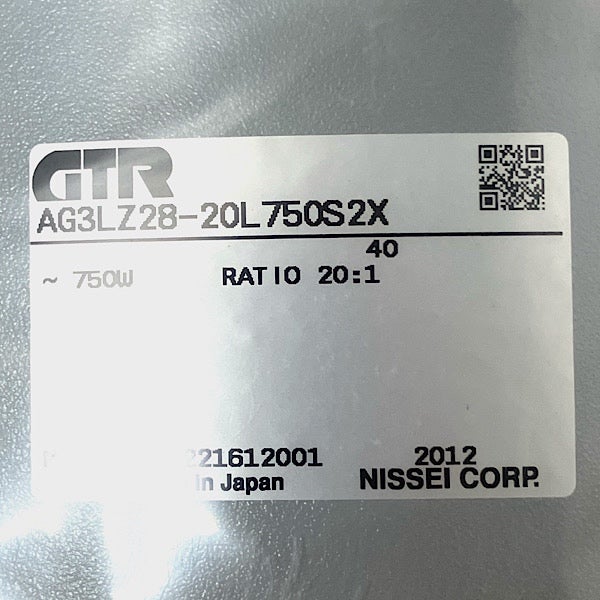 GTR
AG3LZ28-20L750S2X
40
~ 750W RATIO 20:1
221612001 2012
in Japan NISSEI CORP.